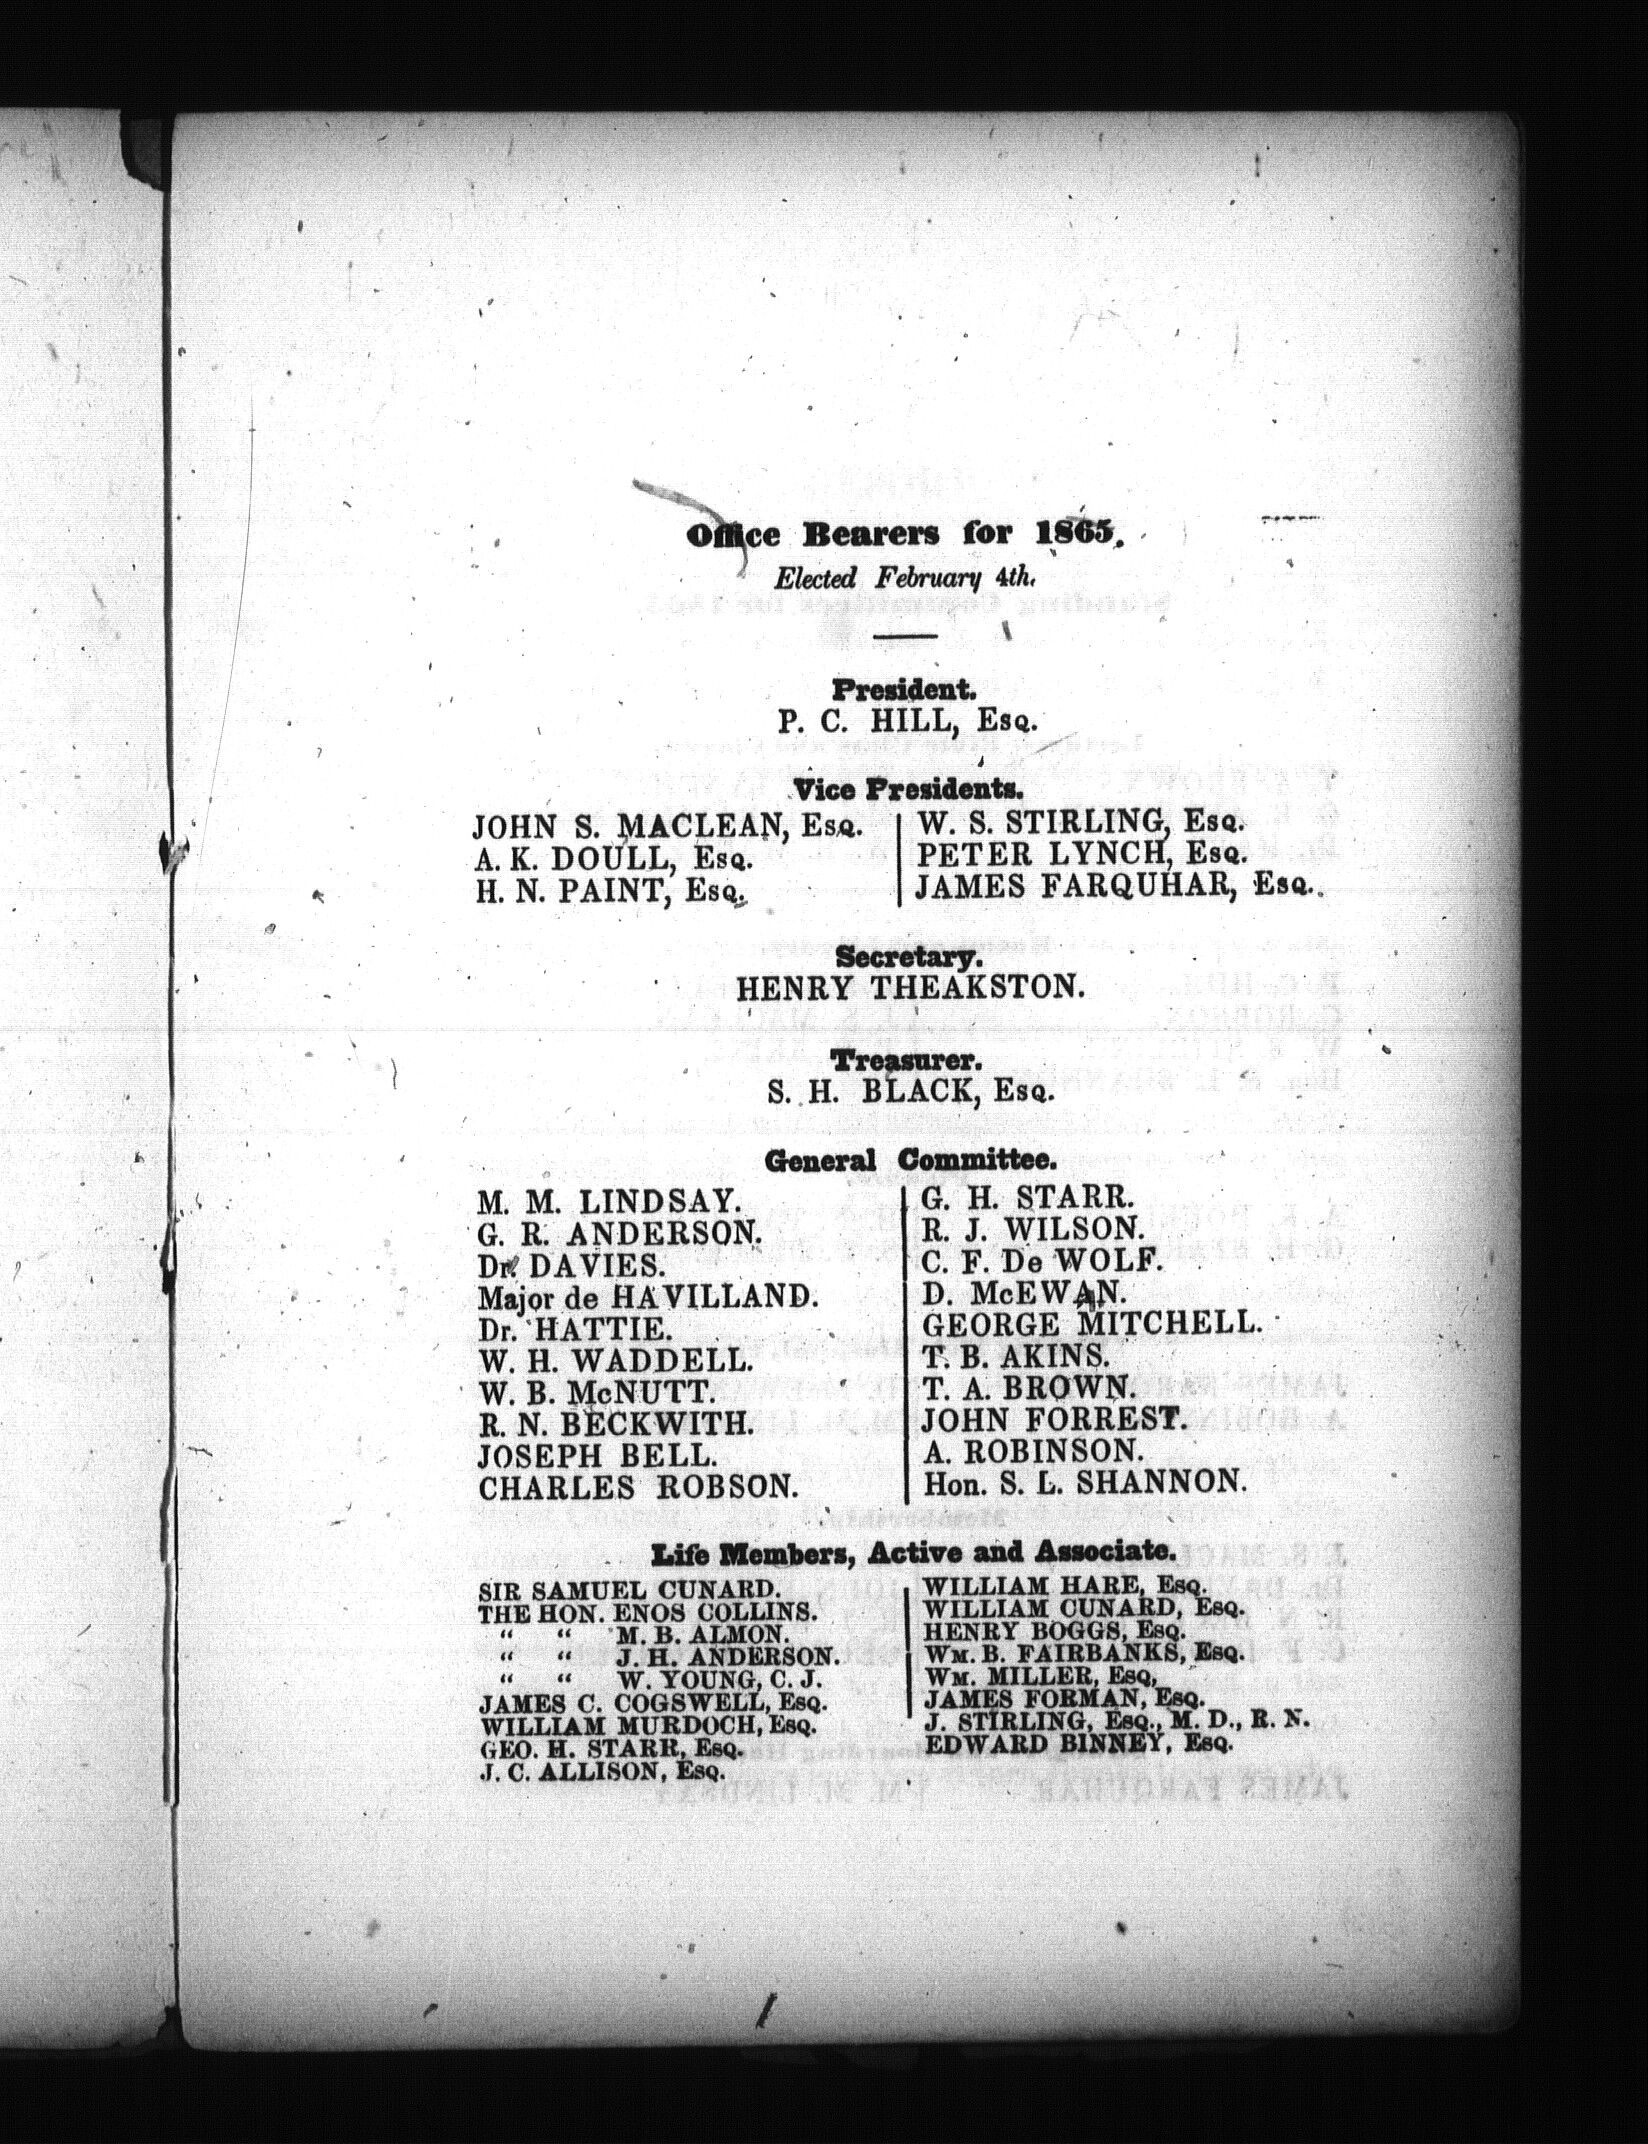 Office Bearers for 1865.
Elected February 4th.
President.
P. C. HILL, Esq.
Vice Presidents.
JOHN S. MACLEAN, Esq.
A. K. DOULL, Esq.
H. N. PAINT, Esq.
W. S. STIRLING, Esq.
PETER LYNCH, Esq.
JAMES FARQUHAR, Esq.
Secretary.
HENRY THEAKSTON.
Treasurer.
S. H. BLACK, Esq.
General Committee.
M. M. LINDSAY.
G. R. ANDERSON.
Dr. DAVIES.
Major de HAVILLAND.
Dr. HATTIE.
W. H. WADDELL.
W. B. McNUTT.
R. N. BECKWITH.
JOSEPH BELL.
CHARLES ROBSON.
G. H. STARR.
R. J. WILSON.
C. F. De WOLF.
D. McEWAN.
GEORGE MITCHELL.
T. B. AKINS.
T. A. BROWN.
JOHN FORREST.
A. ROBINSON.
Hon. S. L. SHANNON.
Life Members, Active and Associate.
SIR SAMUEL CUNARD.
THE HON. ENOS COLLINS.
“ “ M. B. ALMON.
“ “ J. H. ANDERSON.
“ “ W. YOUNG, C. J.
JAMES C. COGSWELL, Esq.
WILLIAM MURDOCH, Esq.
GEO. H. STARR, Esq.
J. C. ALLISON, Esq.
WILLIAM HARE, Esq.
WILLIAM CUNARD, Esq.
HENRY BOGGS, Esq.
Wm. B. FAIRBANKS, Esq.
Wm. MILLER, Esq,
JAMES FORMAN, Esq.
J. STIRLING, Esq., M. D., R. N.
EDWARD BINNEY, Esq.